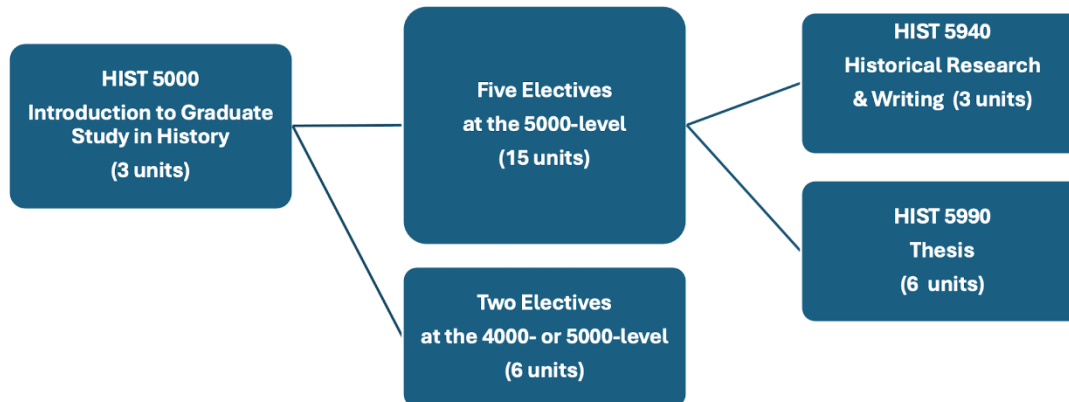 HIST 5000
Introduction to Graduate
Study in History
(3 units)
Five Electives
at the 5000-level
(15 units)
Two Electives
at the 4000- or 5000-level
(6 units)
HIST 5940
Historical Research
& Writing (3 units)
HIST 5990
Thesis
(6 units)